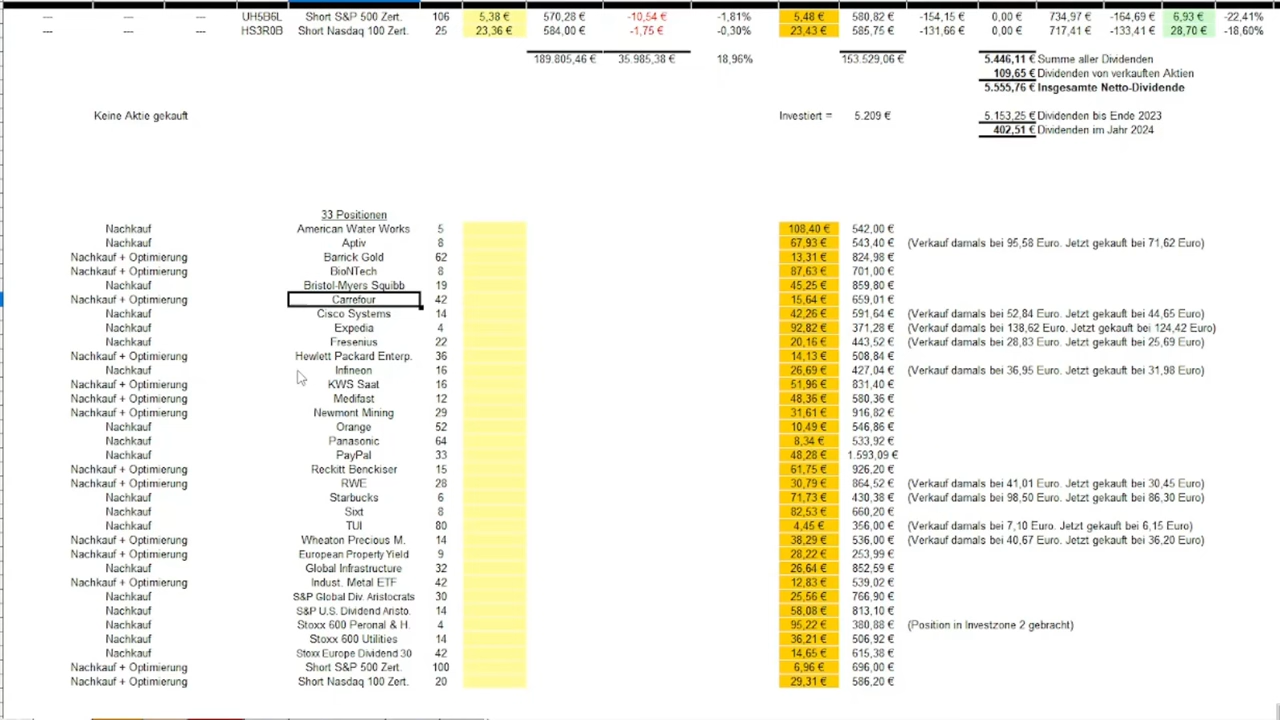 --- --- --- UH5B6L Short S&P 500 Zert. 106 5,38 € 570,28 € -10,54 € -1,81% 5,48 € 580,82 € -154,15 € 0,00 € 734,97 € -164,69 € 6,93 € -22,41%
--- --- --- HS3R0B Short Nasdaq 100 Zert. 25 23,36 € 584,00 € -1,75 € -0,30% 23,43 € 585,75 € -131,66 € 0,00 € 717,41 € -133,41 € 28,70 € -18,60%
189.805,46 € 35.985,38 € 18,96% 153.529,06 € 5.446,11 € Summe aller Dividenden
109,65 € Dividenden von verkauften Aktien
5.555,76 € Insgesamte Netto-Dividende
Keine Aktie gekauft Investiert = 5.209 € 5.153,25 € Dividenden bis Ende 2023
402,51 € Dividenden im Jahr 2024
33 Positionen
Nachkauf American Water Works 5 108,40 € 542,00 €
Nachkauf Aptiv 8 67,93 € 543,40 € (Verkauf damals bei 95,58 Euro. Jetzt gekauft bei 71,62 Euro)
Nachkauf + Optimierung Barrick Gold 62 13,31 € 824,98 €
Nachkauf + Optimierung BioNTech 8 87,63 € 701,00 €
Nachkauf Bristol-Myers Squibb 19 45,25 € 859,80 €
Nachkauf + Optimierung Carrefour 42 15,64 € 659,01 €
Nachkauf Cisco Systems 14 42,26 € 591,64 € (Verkauf damals bei 52,84 Euro. Jetzt gekauft bei 44,65 Euro)
Nachkauf Expedia 4 92,82 € 371,28 € (Verkauf damals bei 138,62 Euro. Jetzt gekauft bei 124,42 Euro)
Nachkauf Fresenius 22 20,16 € 443,52 € (Verkauf damals bei 28,83 Euro. Jetzt gekauft bei 25,69 Euro)
Nachkauf + Optimierung Hewlett Packard Enterp. 36 14,13 € 508,84 €
Nachkauf Infineon 16 26,69 € 427,04 € (Verkauf damals bei 36,95 Euro. Jetzt gekauft bei 31,98 Euro)
Nachkauf + Optimierung KWS Saat 16 51,96 € 831,40 €
Nachkauf + Optimierung Medifast 12 48,36 € 580,36 €
Nachkauf + Optimierung Newmont Mining 29 31,61 € 916,82 €
Nachkauf Orange 52 10,49 € 546,86 €
Nachkauf Panasonic 64 8,34 € 533,92 €
Nachkauf PayPal 33 48,28 € 1.593,09 €
Nachkauf + Optimierung Reckitt Benckiser 15 61,75 € 926,20 €
Nachkauf + Optimierung RWE 28 30,79 € 864,52 € (Verkauf damals bei 41,01 Euro. Jetzt gekauft bei 30,45 Euro)
Nachkauf Starbucks 6 71,73 € 430,38 € (Verkauf damals bei 98,50 Euro. Jetzt gekauft bei 86,30 Euro)
Nachkauf Sixt 8 82,53 € 660,20 €
Nachkauf TUI 80 4,45 € 356,00 € (Verkauf damals bei 7,10 Euro. Jetzt gekauft bei 6,15 Euro)
Nachkauf + Optimierung Wheaton Precious M. 14 38,29 € 536,00 € (Verkauf damals bei 40,67 Euro. Jetzt gekauft bei 36,20 Euro)
Nachkauf + Optimierung European Property Yield 9 28,22 € 253,99 €
Nachkauf Global Infrastructure 32 26,64 € 852,59 €
Nachkauf + Optimierung Indust. Metal ETF 42 12,83 € 539,02 €
Nachkauf S&P Global Div. Aristocrats 30 25,56 € 766,90 €
Nachkauf S&P U.S. Dividend Aristo. 14 58,08 € 813,10 €
Nachkauf Stoxx 600 Peronal & H. 4 95,22 € 380,88 € (Position in Investzone 2 gebracht)
Nachkauf Stoxx 600 Utilities 14 36,21 € 506,92 €
Nachkauf Stoxx Europe Dividend 30 42 14,65 € 615,38 €
Nachkauf + Optimierung Short S&P 500 Zert. 100 6,96 € 696,00 €
Nachkauf + Optimierung Short Nasdaq 100 Zert. 20 29,31 € 586,20 €